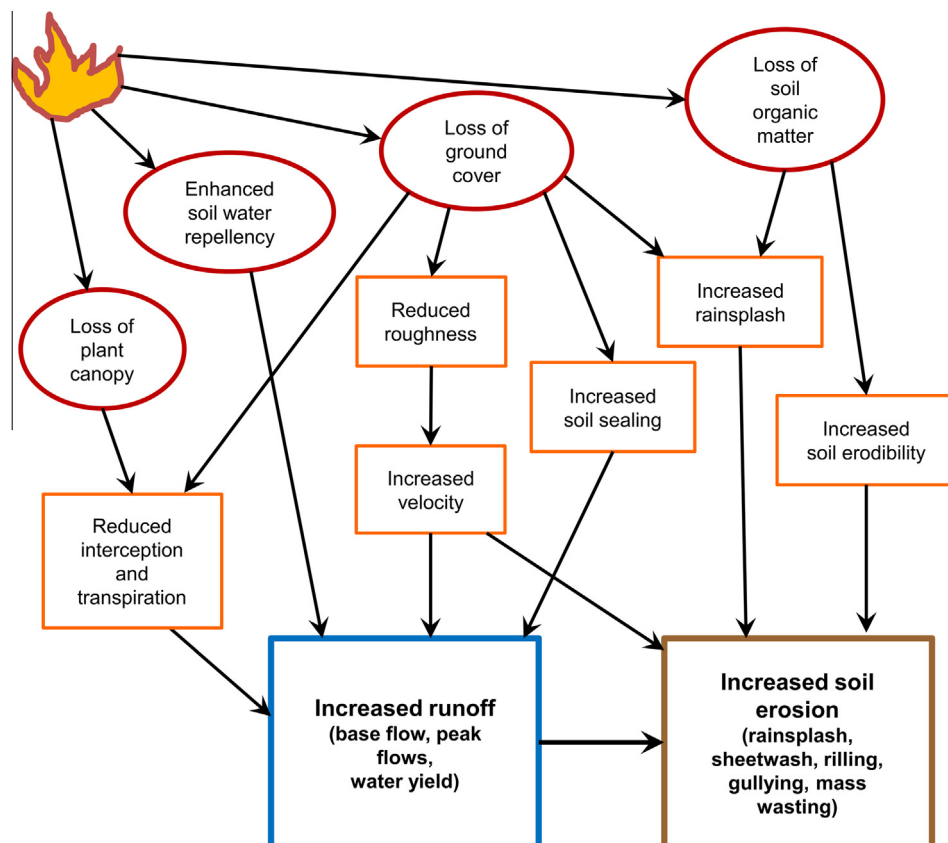 Loss of
soil
organic
matter
Loss of
ground
cover
Enhanced
soil water
repellency
Increased
rainsplash
Reduced
roughness
Loss of
plant
canopy
Increased
soil sealing
Increased
soil erodibility
Increased
velocity
Reduced
interception
and
transpiration
Increased runoff
(base flow, peak
flows,
water yield)
Increased soil
erosion
(rainsplash,
sheetwash, rilling,
gullying, mass
wasting)